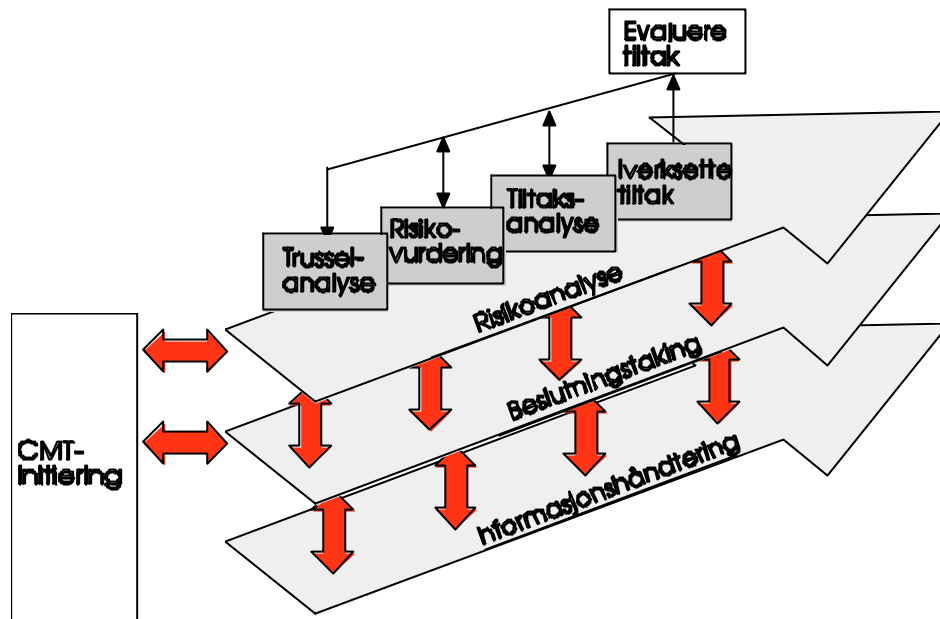 Evaluere
tiltak
Iverksette
tiltak
Tiltaks-
analyse
Risiko-
vurdering
Trussel-
analyse
Risikoanalyse
Beslutningstaking
Informasjonshåndtering
CMT-
initiering